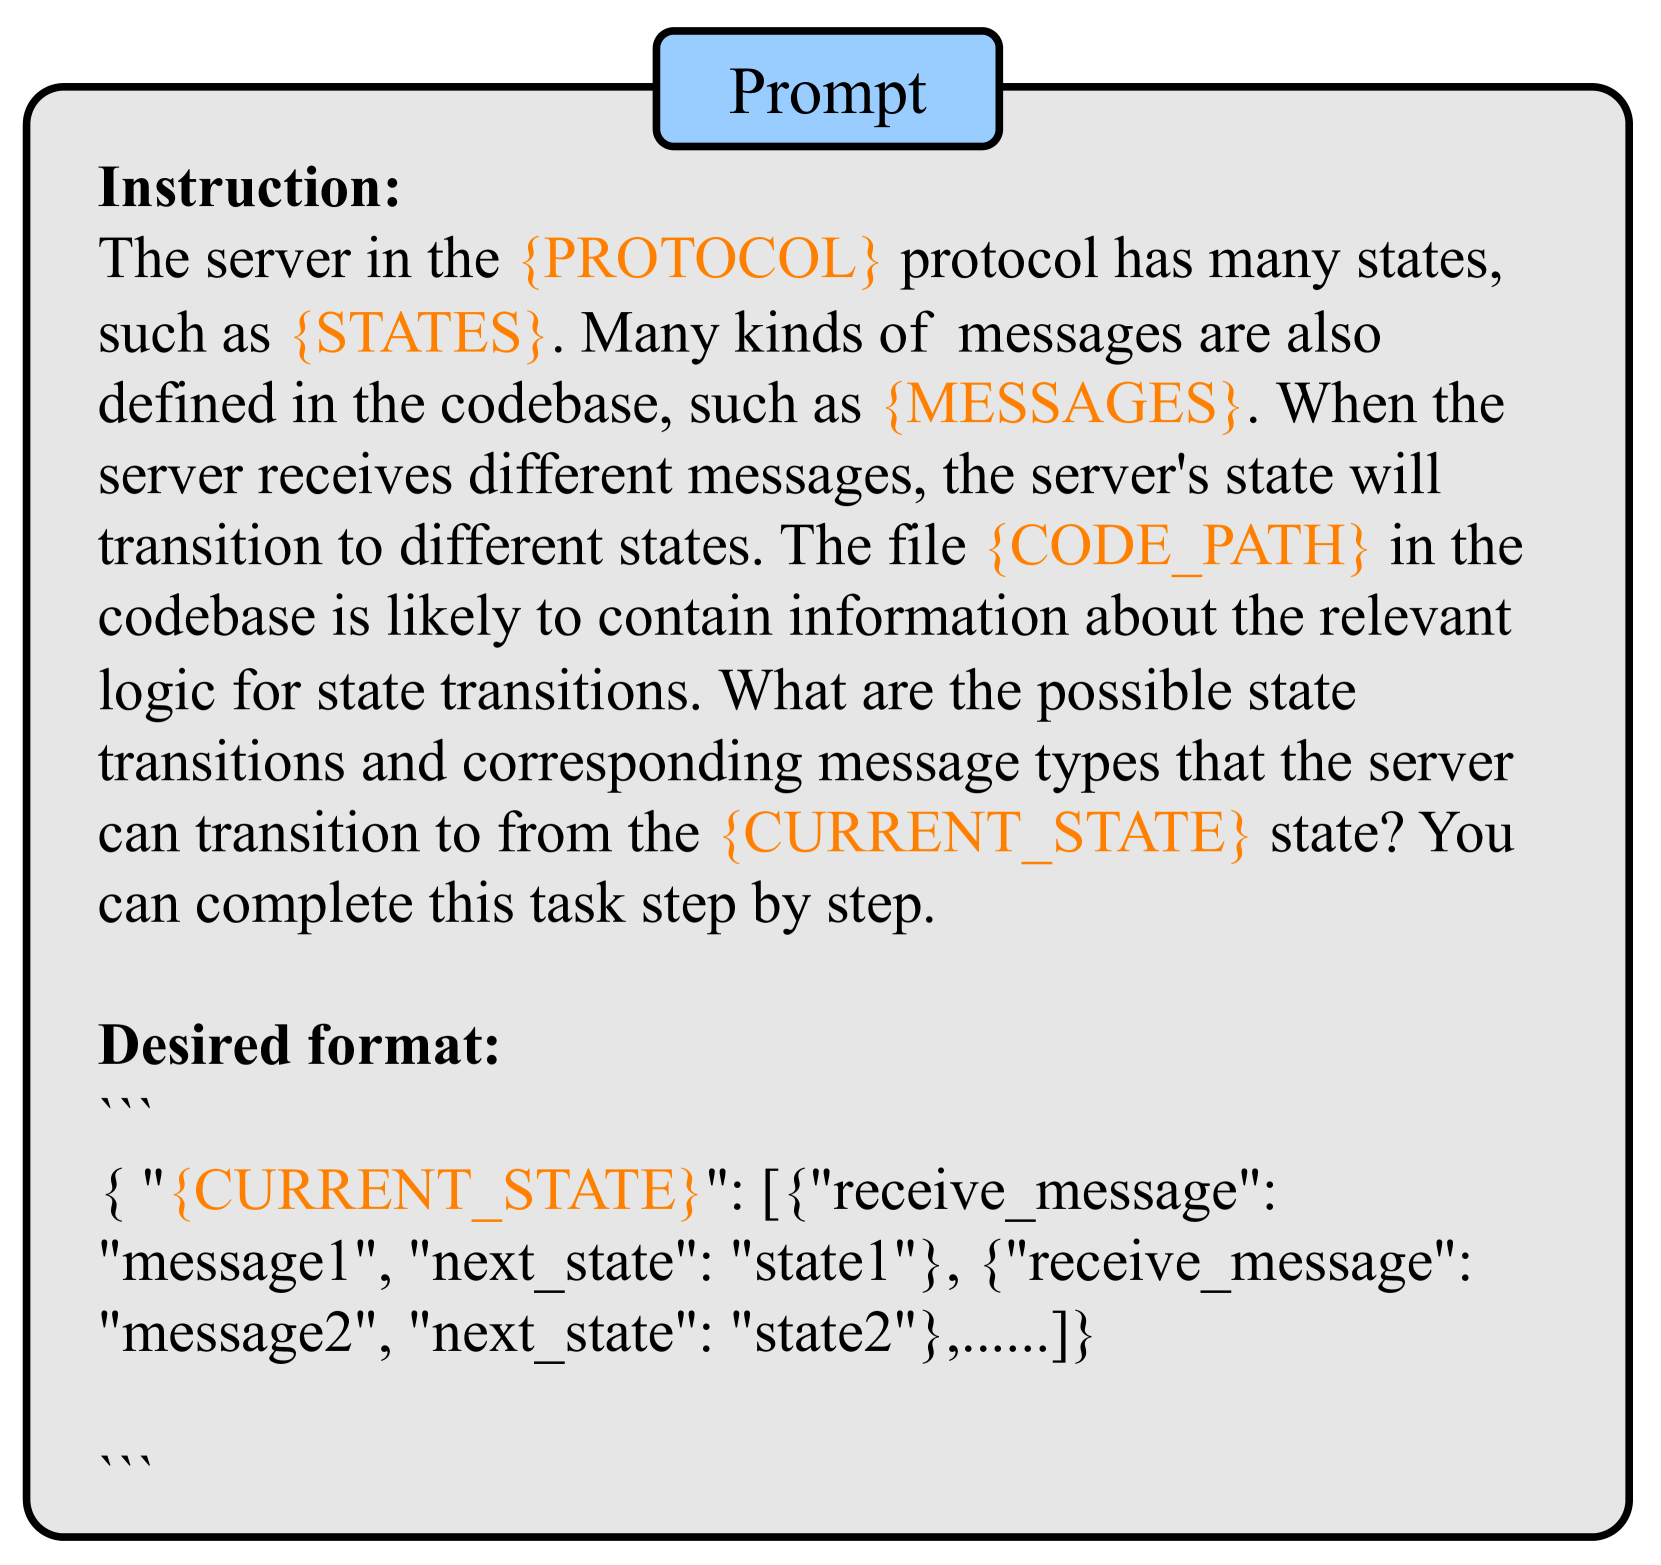 Prompt
Instruction:
The server in the {PROTOCOL} protocol has many states,
such as {STATES}. Many kinds of  messages are also
defined in the codebase, such as {MESSAGES}. When the
server receives different messages, the server's state will
transition to different states. The file {CODE_PATH} in the
codebase is likely to contain information about the relevant
logic for state transitions. What are the possible state
transitions and corresponding message types that the server
can transition to from the {CURRENT_STATE} state? You
can complete this task step by step.
Desired format:
```
{ "{CURRENT_STATE}": [{"receive_message":
"message1", "next_state": "state1"}, {"receive_message":
"message2", "next_state": "state2"},......]}
```